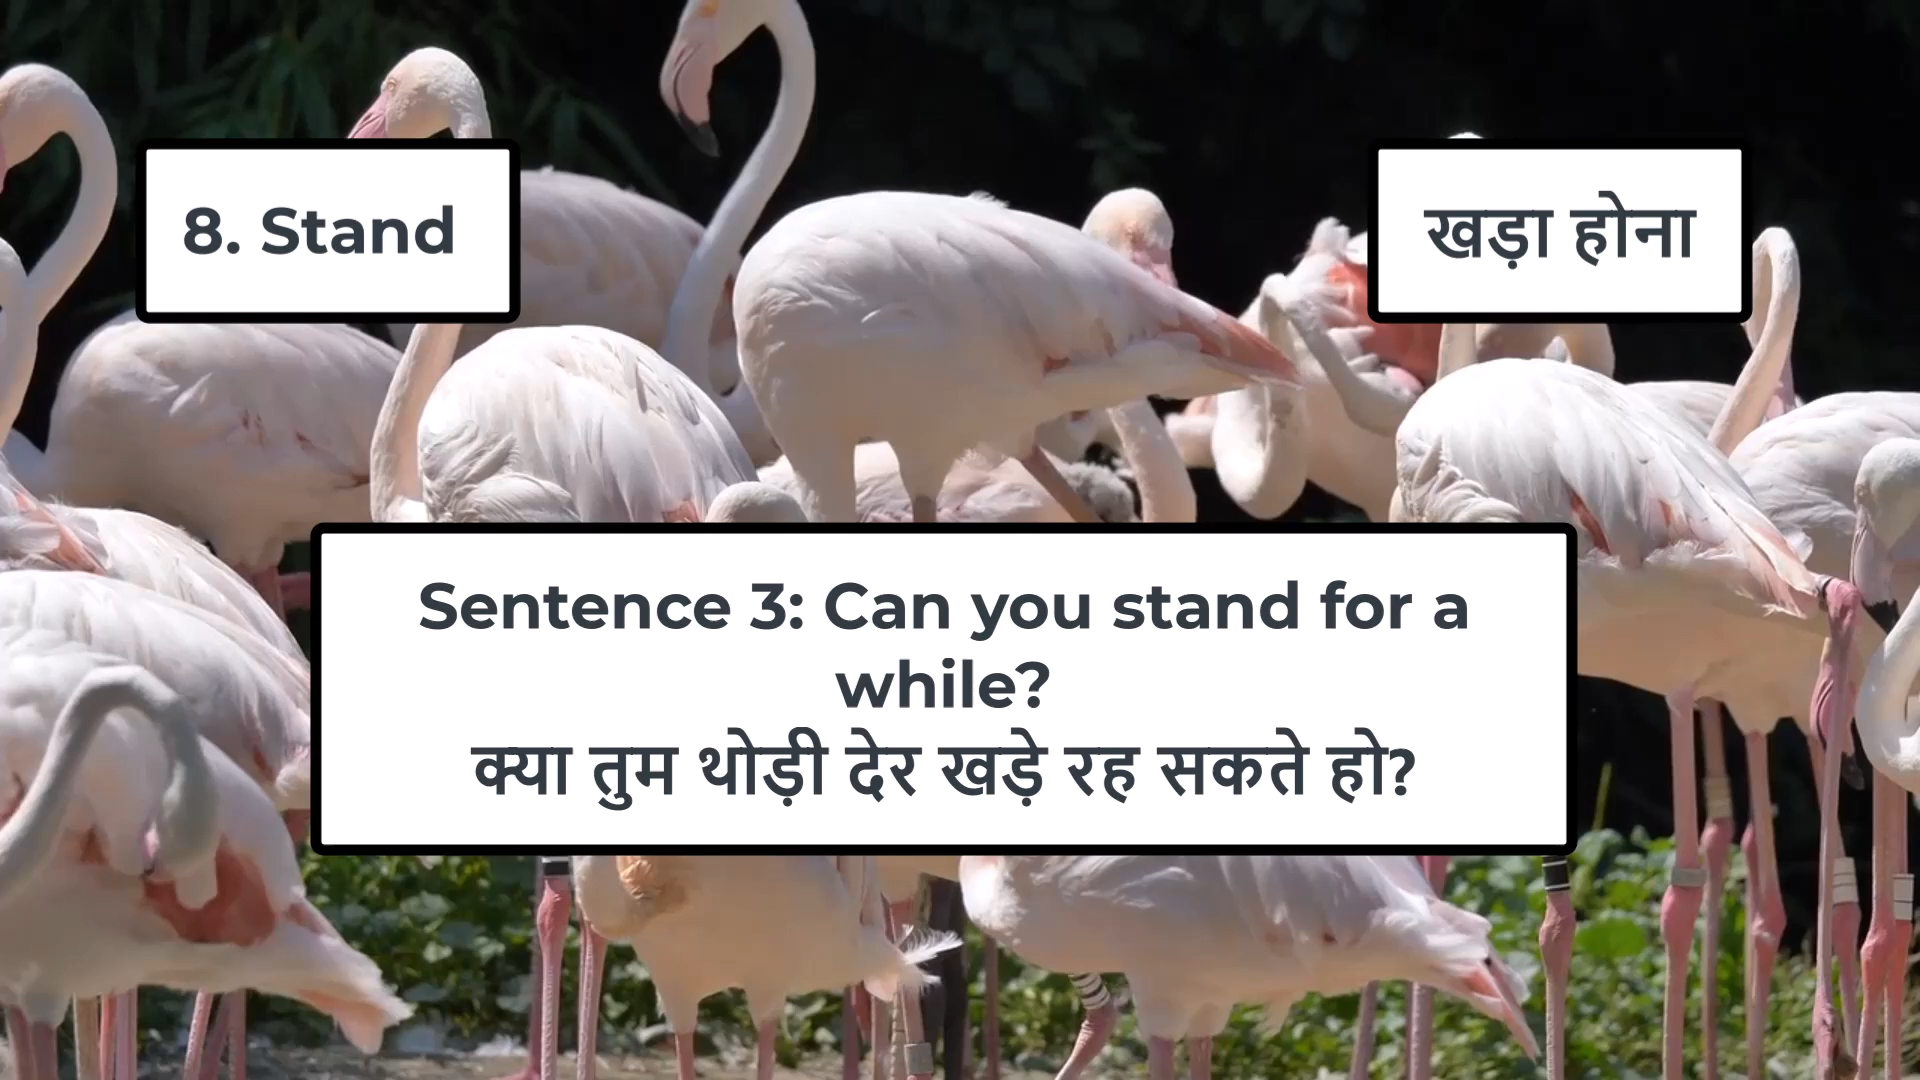 8. Stand
खड़ा होना
Sentence 3: Can you stand for a
while?
क्या तुम थोड़ी देर खड़े रह सकते हो?